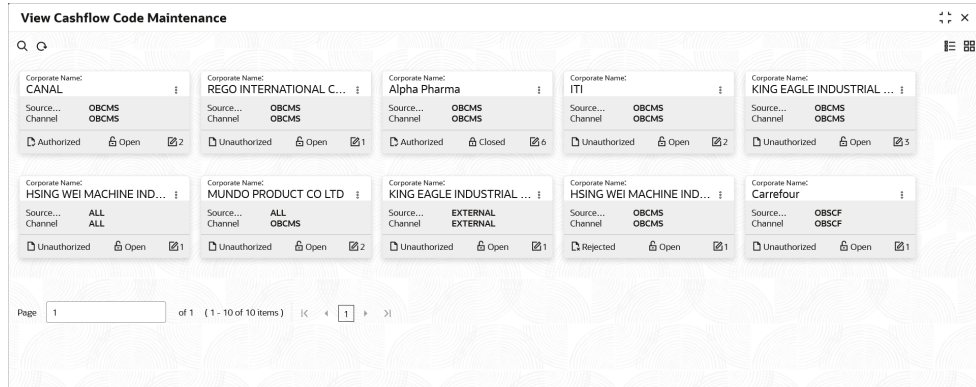 View Cashflow Code Maintenance
Corporate Name:
CANAL
Source... OBCMS
Channel OBCMS
Authorized Open 2
Corporate Name:
REGO INTERNATIONAL C...
Source... OBCMS
Channel OBCMS
Unauthorized Open 1
Corporate Name:
Alpha Pharma
Source... OBCMS
Channel OBCMS
Authorized Closed 6
Corporate Name:
ITI
Source... OBCMS
Channel OBCMS
Unauthorized Open 2
Corporate Name:
KING EAGLE INDUSTRIAL ...
Source... OBCMS
Channel OBCMS
Unauthorized Open 3
Corporate Name:
HSING WEI MACHINE IND...
Source... ALL
Channel ALL
Unauthorized Open 1
Corporate Name:
MUNDO PRODUCT CO LTD
Source... ALL
Channel OBCMS
Unauthorized Open 2
Corporate Name:
KING EAGLE INDUSTRIAL ...
Source... EXTERNAL
Channel EXTERNAL
Unauthorized Open 1
Corporate Name:
HSING WEI MACHINE IND...
Source... OBCMS
Channel OBCMS
Rejected Open 1
Corporate Name:
Carrefour
Source... OBSCF
Channel OBSCF
Unauthorized Open 1
Page 1 of 1 ( 1 - 10 of 10 items ) 1